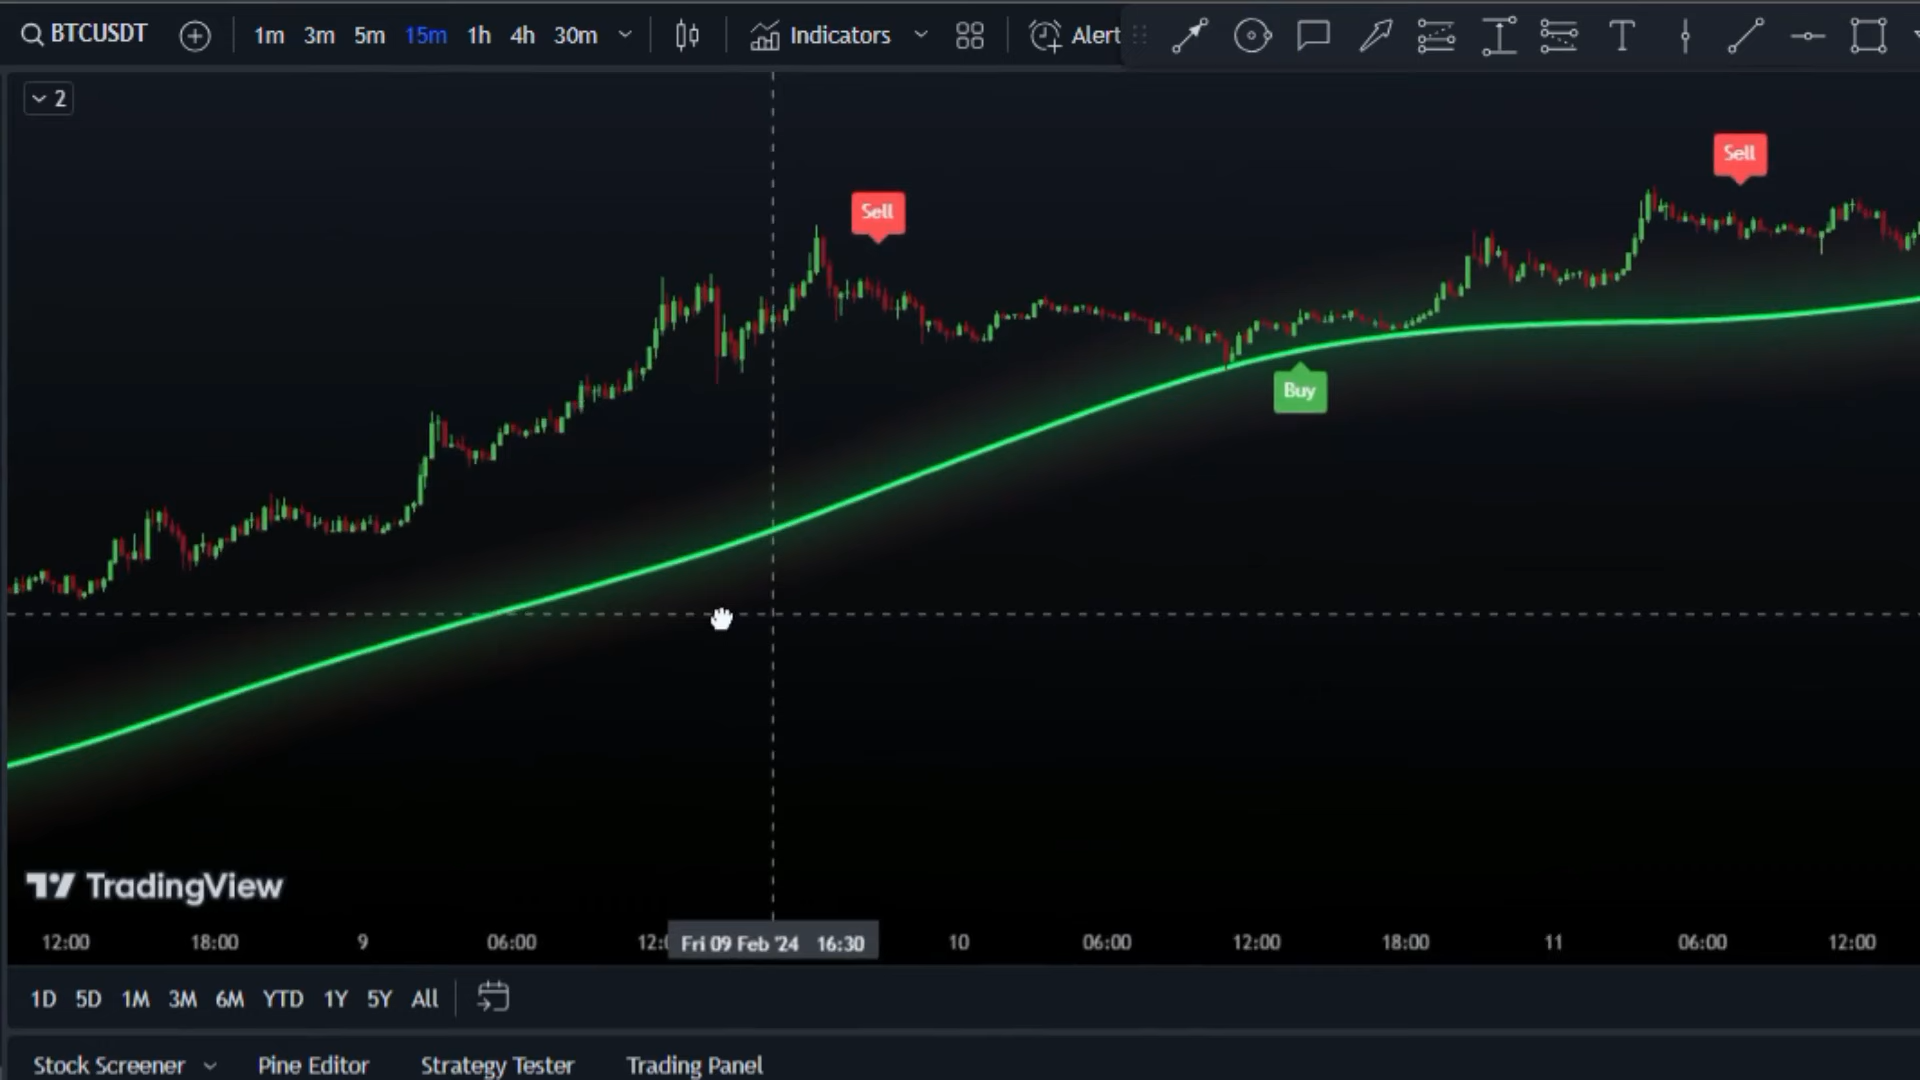 BTCUSDT 1m 3m 5m 15m 1h 4h 30m Indicators Alert T
2
Sell
Sell
Buy
TradingView
12:00 18:00 9 06:00 12:0 Fri 09 Feb '24 16:30 10 06:00 12:00 18:00 11 06:00 12:00
1D 5D 1M 3M 6M YTD 1Y 5Y All
Stock Screener Pine Editor Strategy Tester Trading Panel